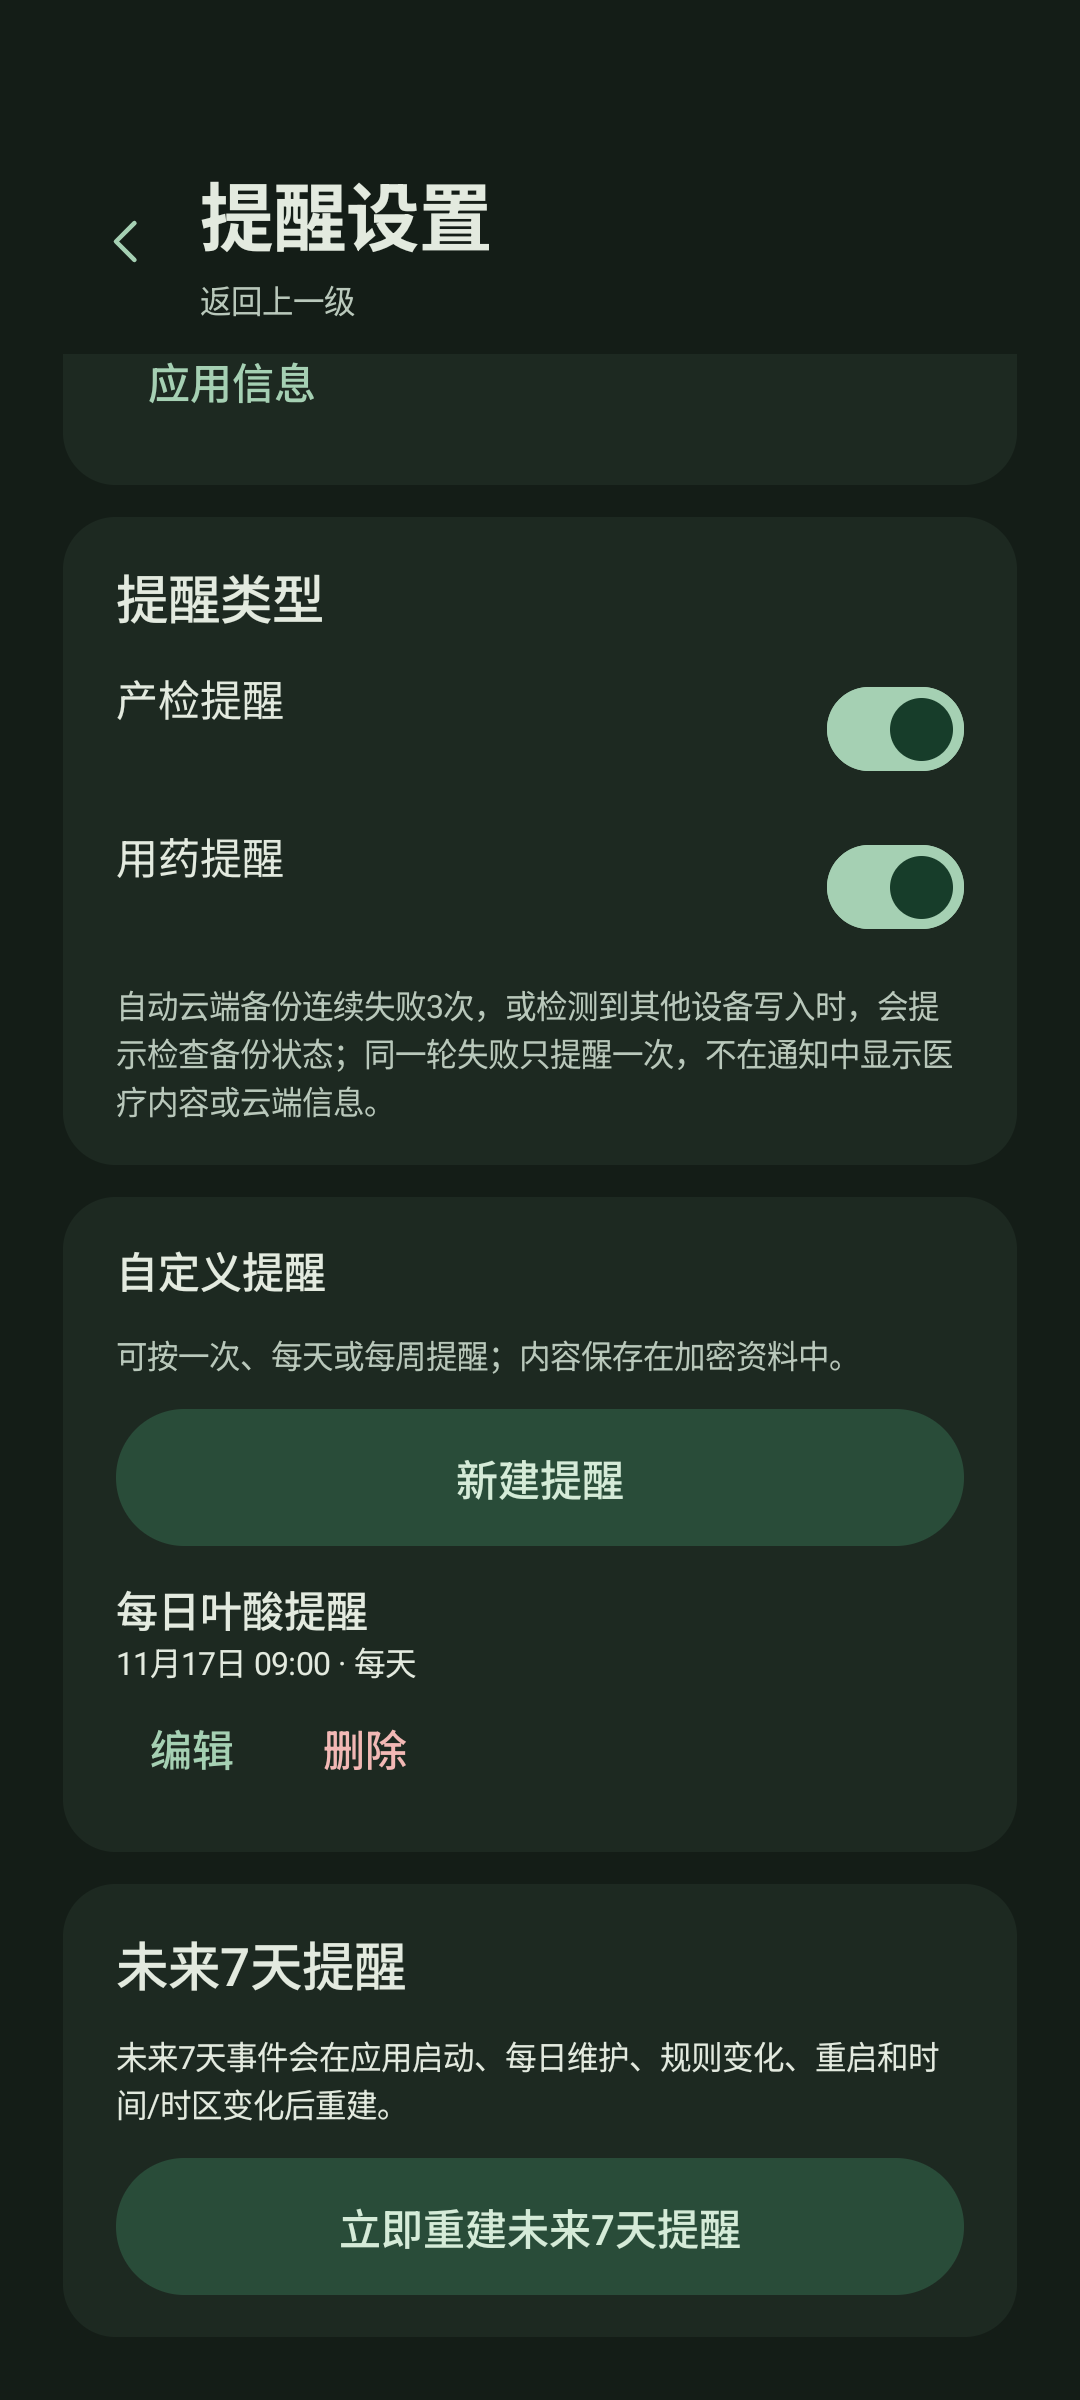 提醒设置
返回上一级
应用信息
提醒类型
产检提醒
用药提醒
自动云端备份连续失败3次，或检测到其他设备写入时，会提
示检查备份状态；同一轮失败只提醒一次，不在通知中显示医
疗内容或云端信息。
自定义提醒
可按一次、每天或每周提醒；内容保存在加密资料中。
新建提醒
每日叶酸提醒
11月17日 09:00 · 每天
编辑 删除
未来7天提醒
未来7天事件会在应用启动、每日维护、规则变化、重启和时
间/时区变化后重建。
立即重建未来7天提醒